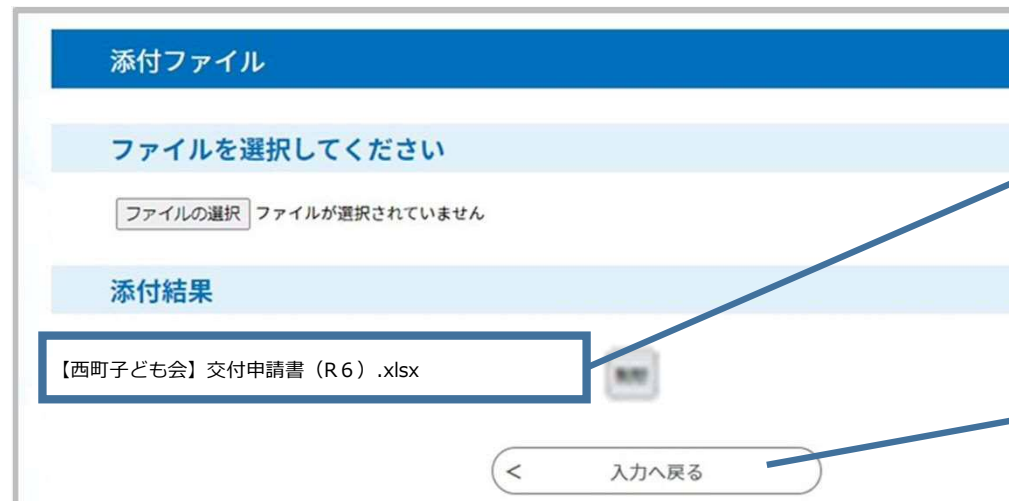 添付ファイル
ファイルを選択してください
ファイルの選択 ファイルが選択されていません
添付結果
【西町子ども会】交付申請書（R６）.xlsx
< 入力へ戻る